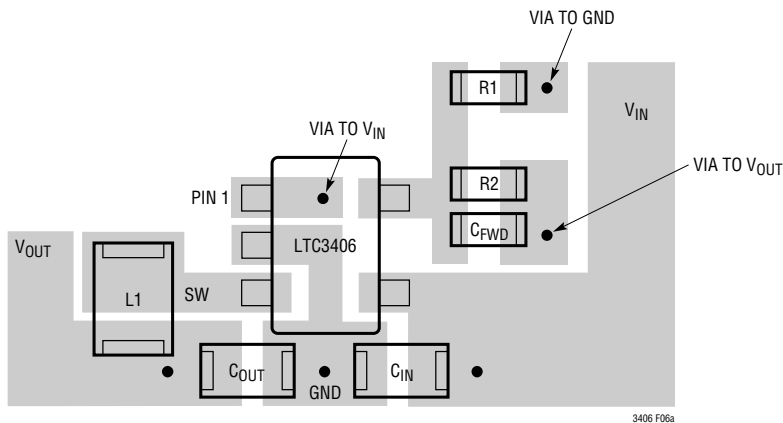 VIA TO GND
R1
VIN
VIA TO VIN
R2
VIA TO VOUT
PIN 1
CFWD
VOUT
LTC3406
L1
SW
COUT
GND
CIN
3406 F06a